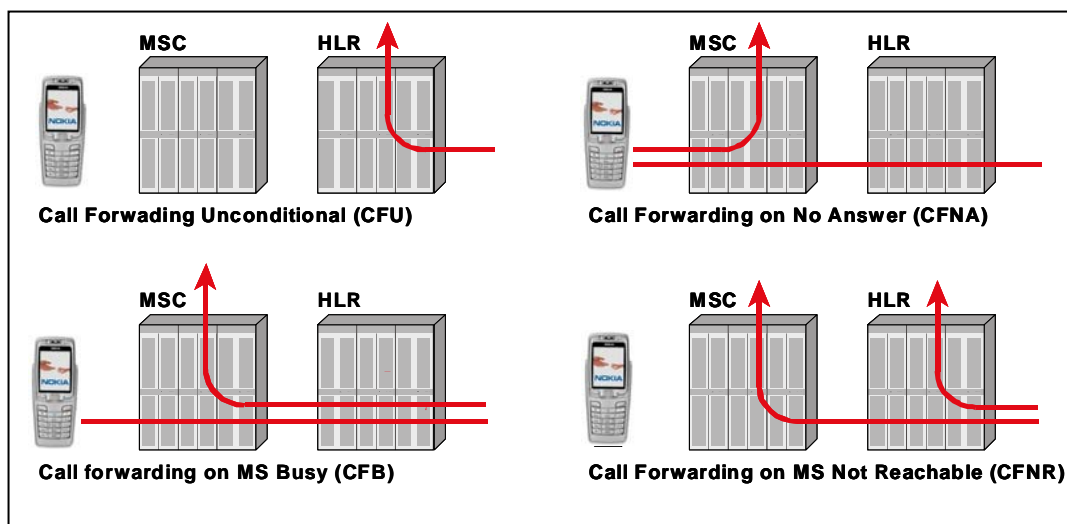 MSC
HLR
NOKIA
Call Forwading Unconditional (CFU)
MSC
HLR
NOKIA
Call Forwarding on No Answer (CFNA)
MSC
HLR
NOKIA
Call forwarding on MS Busy (CFB)
MSC
HLR
NOKIA
Call Forwarding on MS Not Reachable (CFNR)